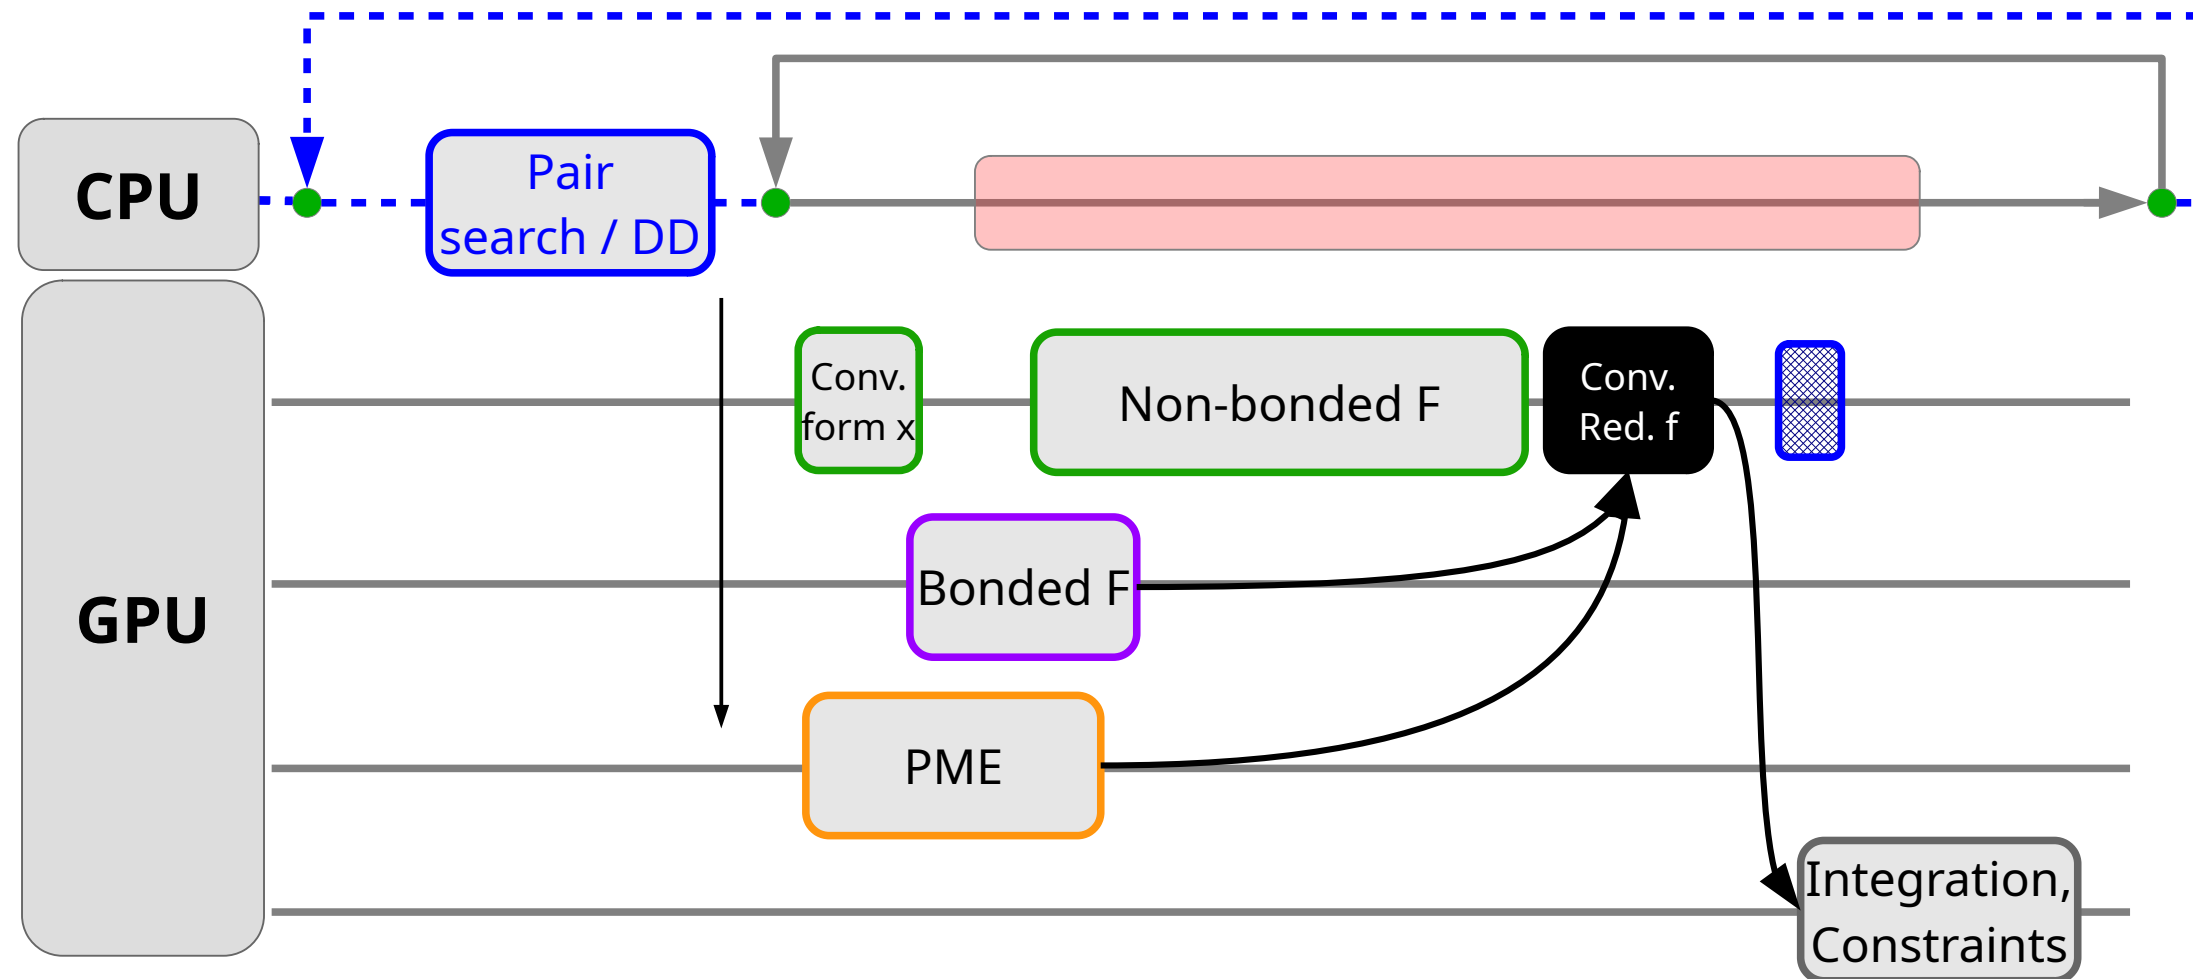 CPU
Pair
search / DD
GPU
Conv.
form x
Non-bonded F
Conv.
Red. f
Bonded F
PME
Integration,
Constraints